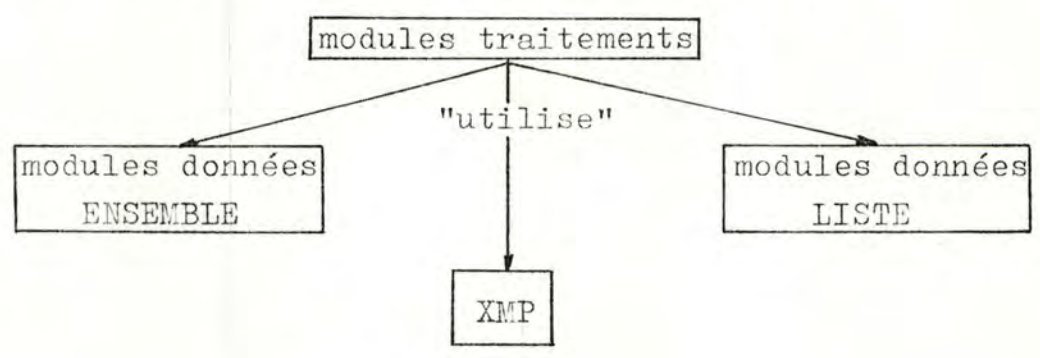 modules traitements
"utilise"
modules données
ENSEMBLE
modules données
LISTE
XMP